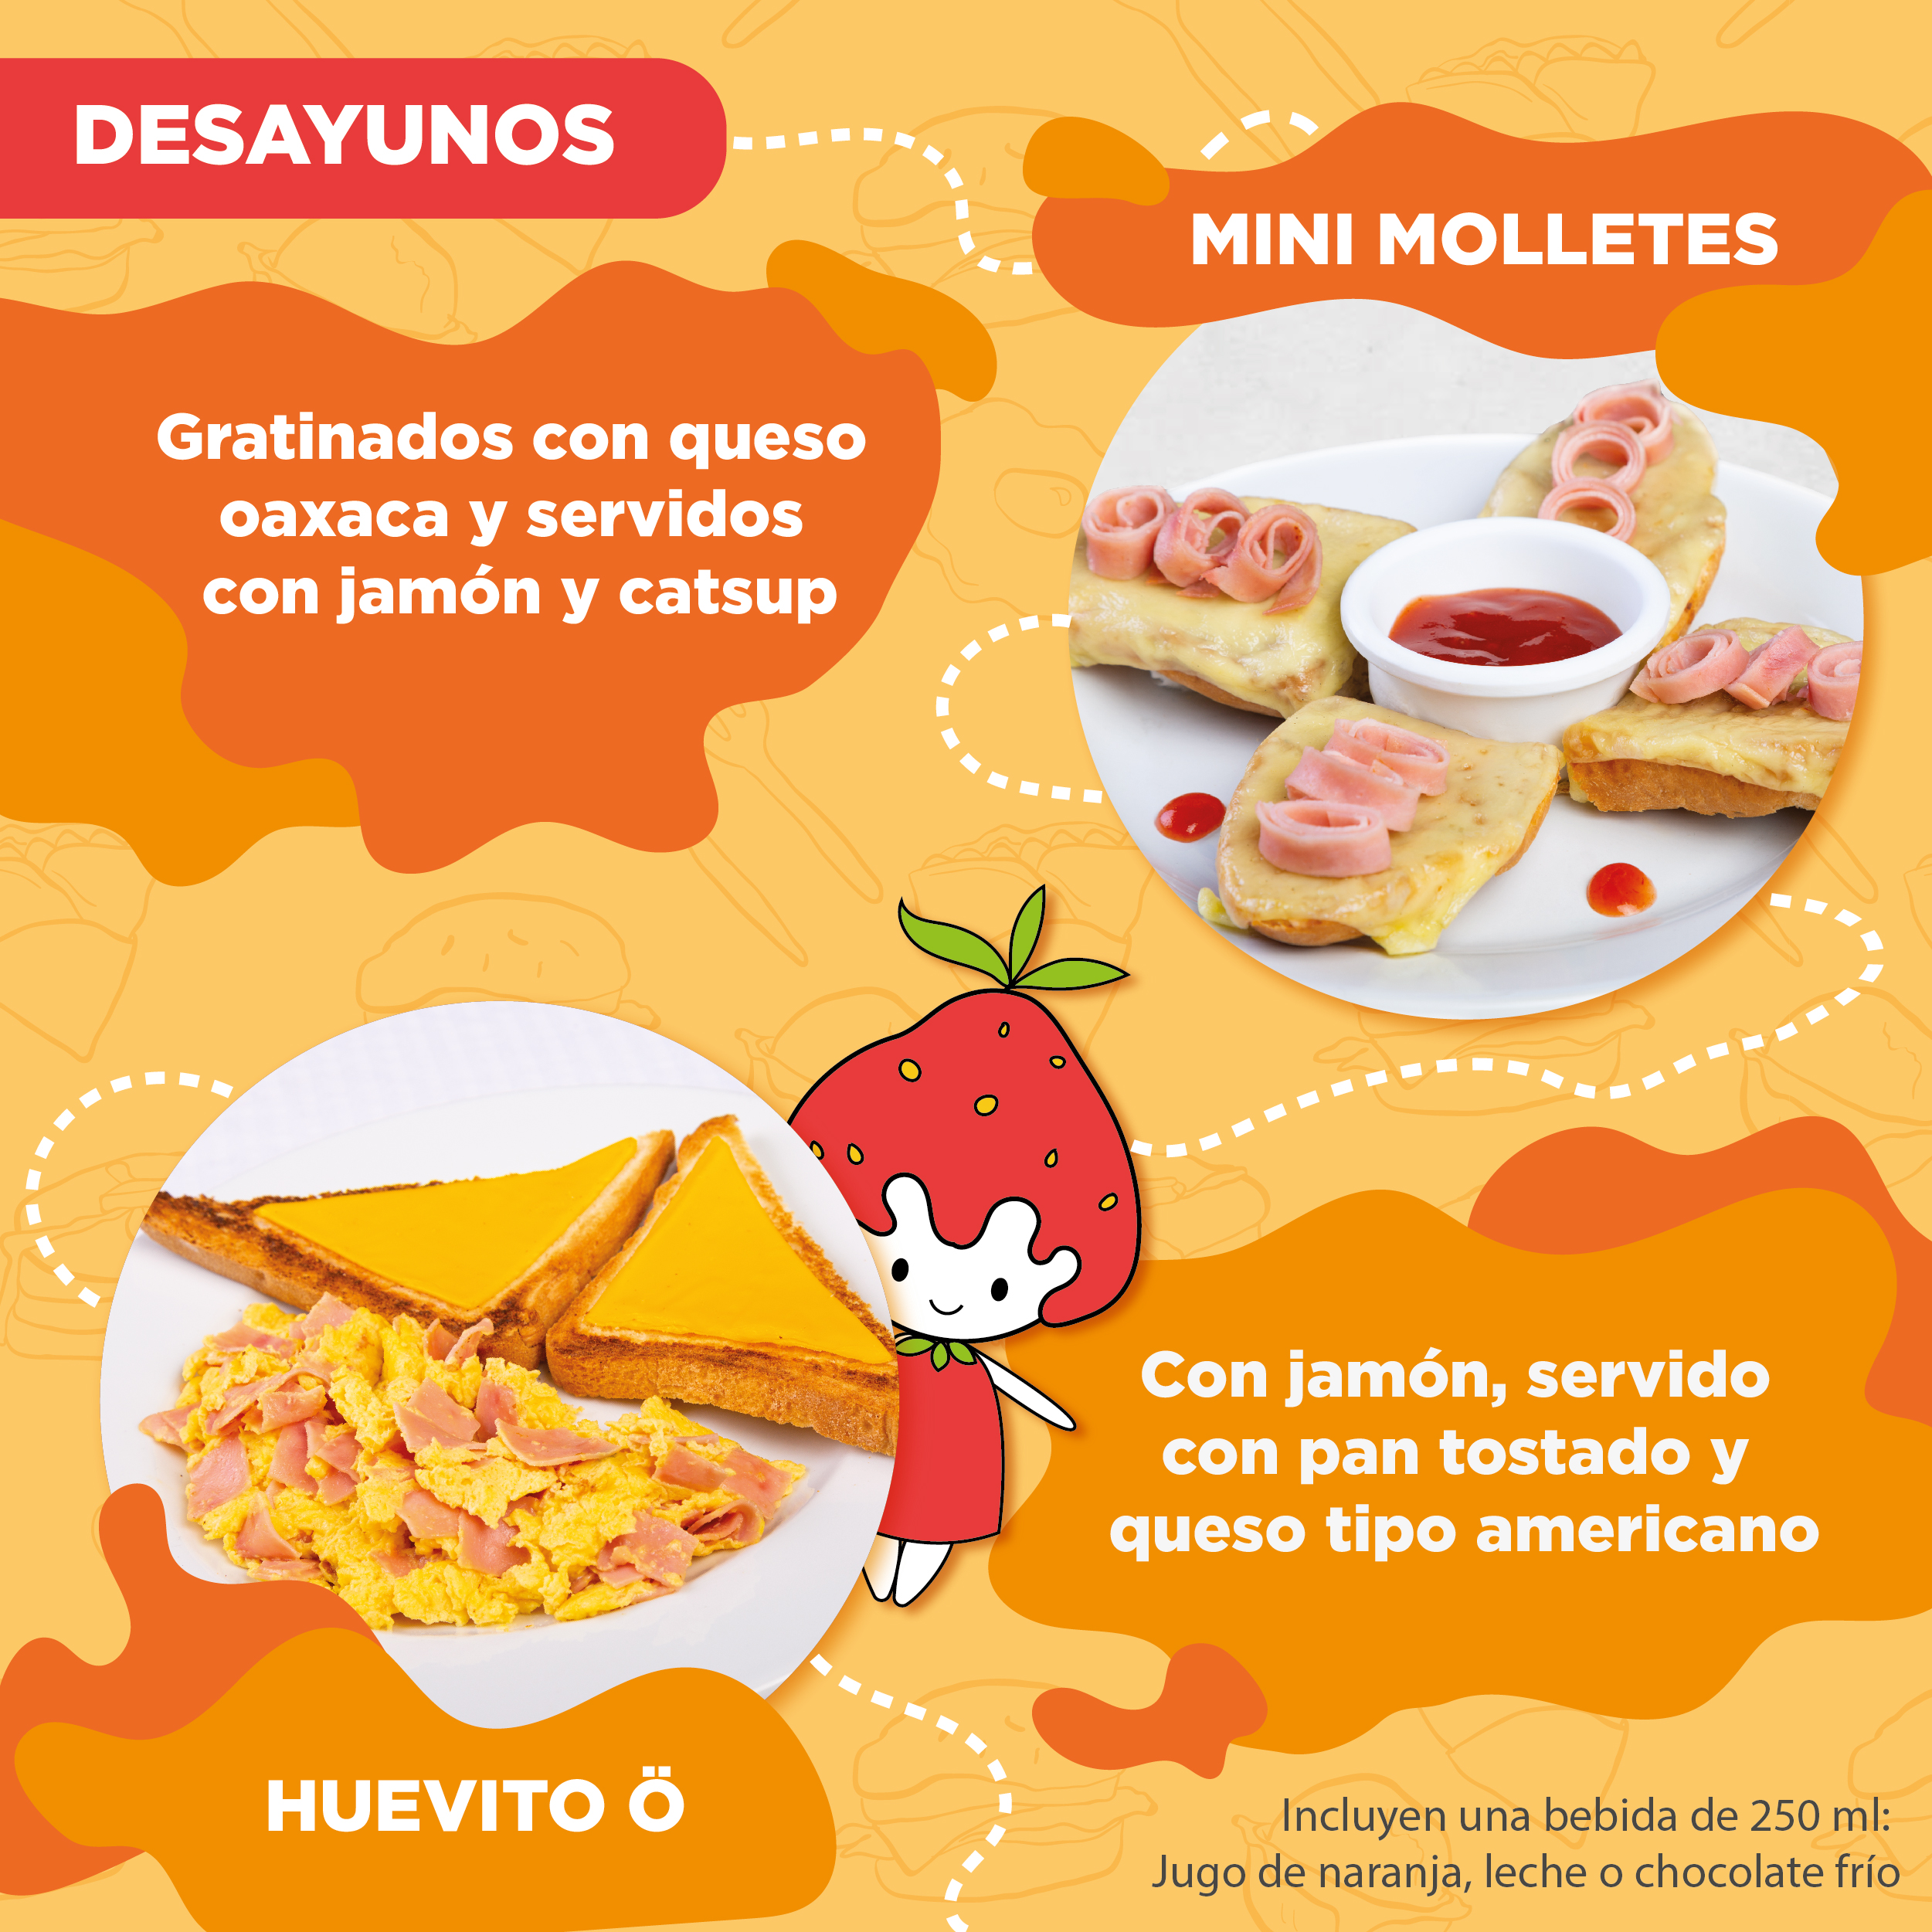 DESAYUNOS
MINI MOLLETES
Gratinados con queso
oaxaca y servidos
con jamón y catsup
Con jamón, servido
con pan tostado y
queso tipo americano
HUEVITO Ö
Incluyen una bebida de 250 ml:
Jugo de naranja, leche o chocolate frío